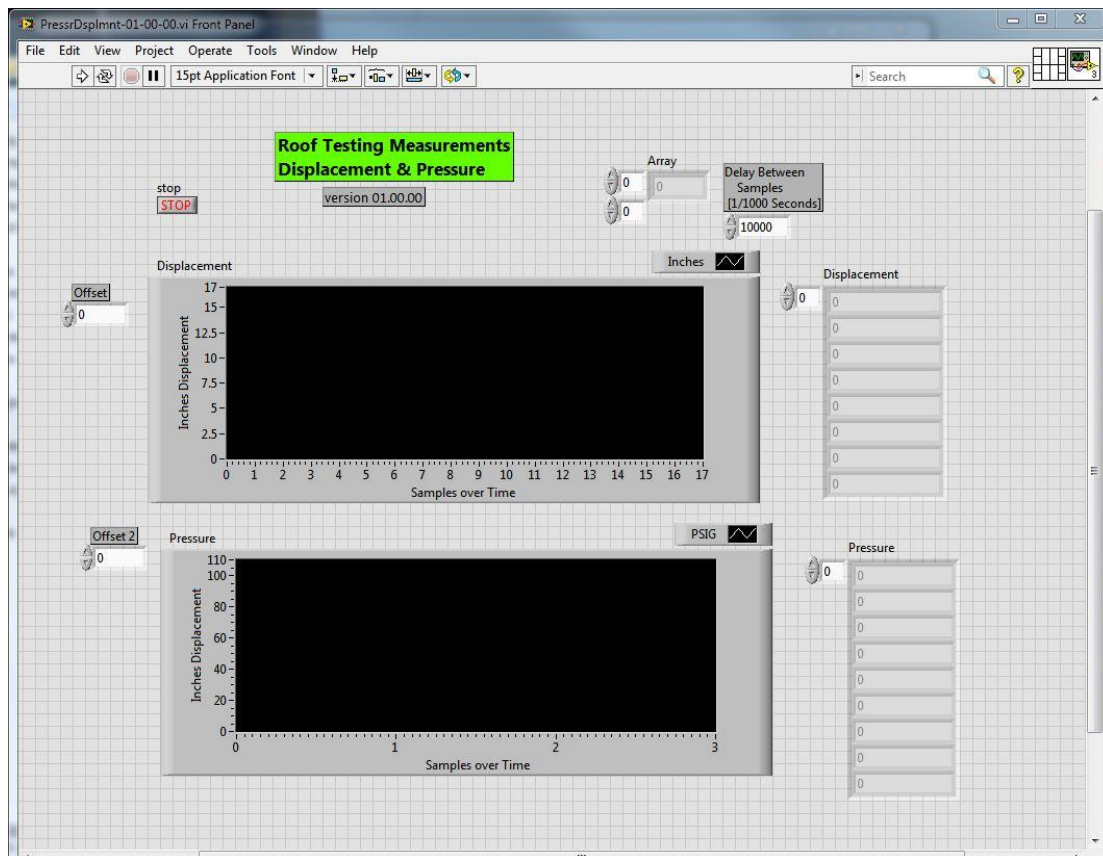 PressrDsplmnt-01-00-00.vi Front Panel
File Edit View Project Operate Tools Window Help
15pt Application Font
Search
3
Roof Testing Measurements
Displacement & Pressure
version 01.00.00
stop
STOP
Array
0
0
0
Delay Between
Samples
[1/1000 Seconds]
10000
Offset
0
Displacement
Inches
Inches Displacement
17
15
12.5
10
7.5
5
2.5
0
0 1 2 3 4 5 6 7 8 9 10 11 12 13 14 15 16 17
Samples over Time
Displacement
0
0
0
0
0
0
0
0
0
Offset 2
0
Pressure
PSIG
Inches Displacement
110
100
80
60
40
20
0
0 1 2 3
Samples over Time
Pressure
0
0
0
0
0
0
0
0
0
0